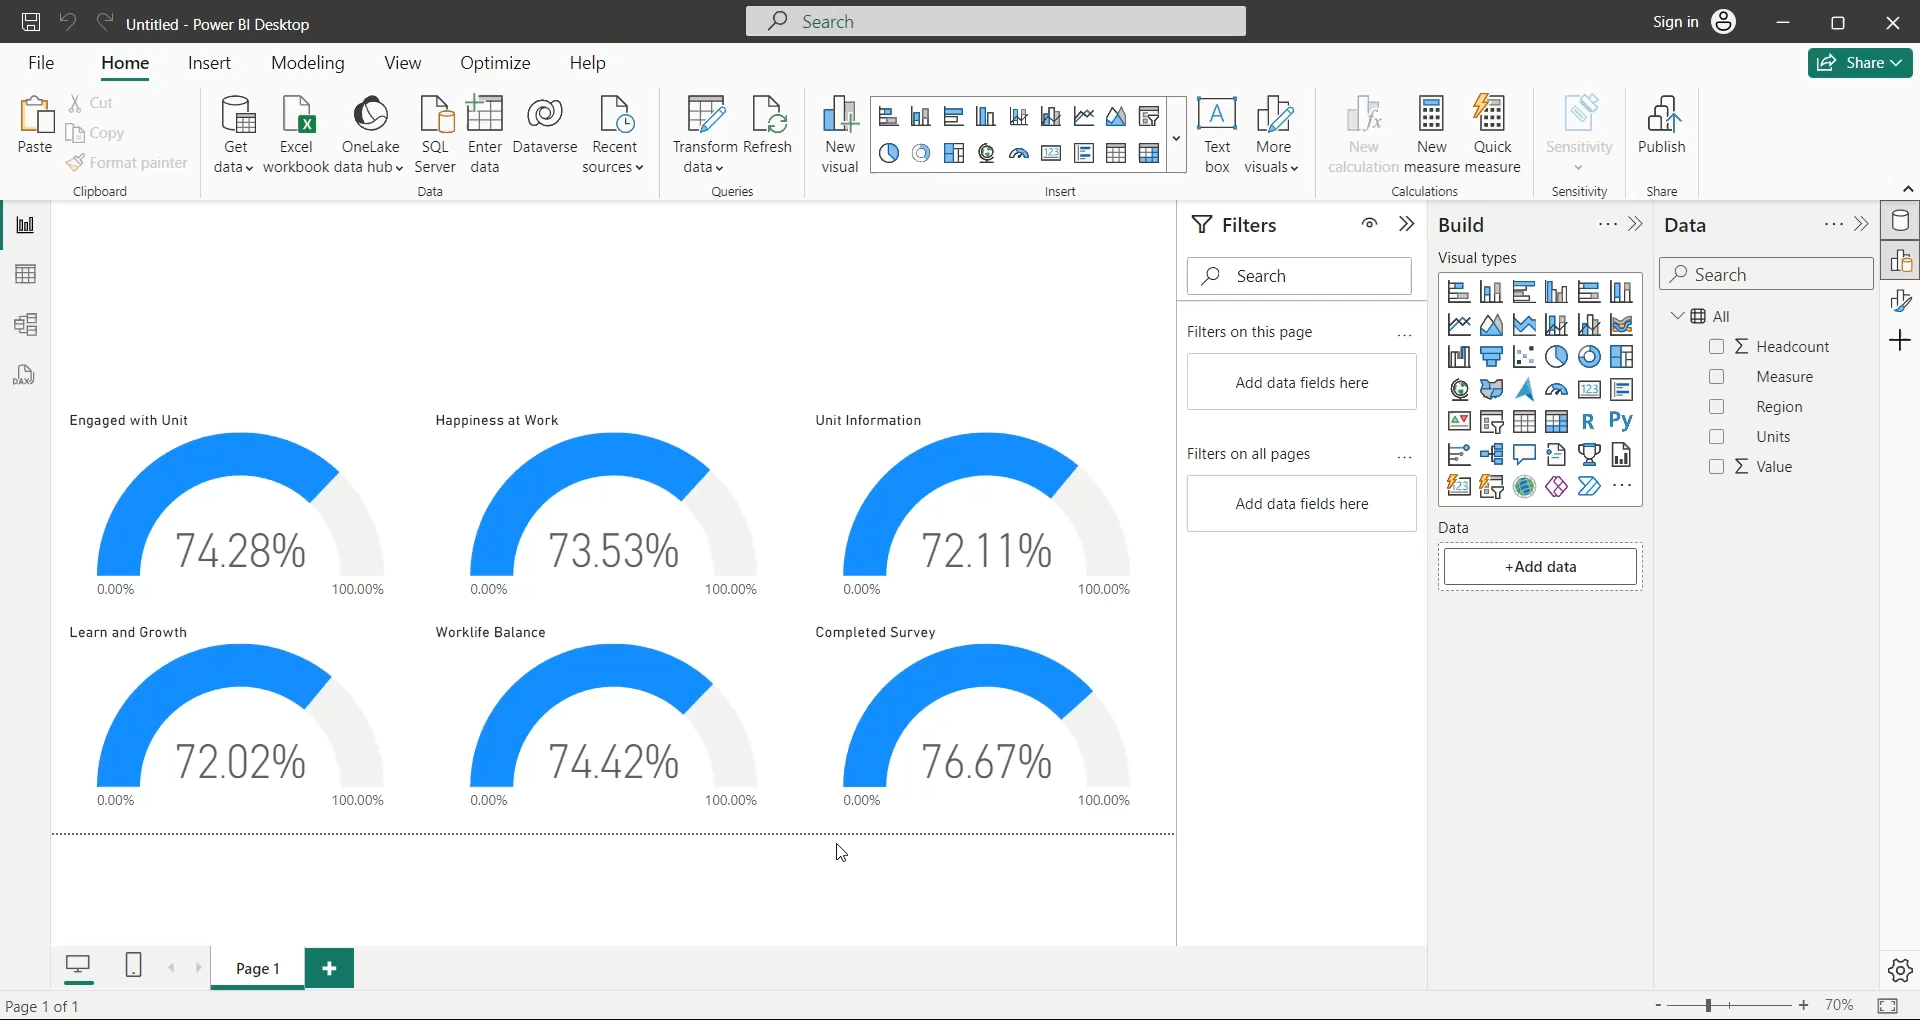 Untitled - Power BI Desktop
Search
Sign in
File
Home
Insert
Modeling
View
Optimize
Help
Share
Paste
Cut
Copy
Format painter
Clipboard
Get data
Excel workbook
OneLake data hub
SQL Server
Enter data
Dataverse
Recent sources
Data
Transform data
Refresh
Queries
New visual
123
Insert
A
Text box
More visuals
New calculation
New measure
Quick measure
Calculations
Sensitivity
Sensitivity
Publish
Share
DAX
Engaged with Unit
74.28%
0.00%
100.00%
Happiness at Work
73.53%
0.00%
100.00%
Unit Information
72.11%
0.00%
100.00%
Learn and Growth
72.02%
0.00%
100.00%
Worklife Balance
74.42%
0.00%
100.00%
Completed Survey
76.67%
0.00%
100.00%
Filters
Search
Filters on this page
...
Add data fields here
Filters on all pages
...
Add data fields here
Build
...
Visual types
123
R
Py
123
...
Data
+Add data
Data
...
Search
All
Σ Headcount
Measure
Region
Units
Σ Value
Page 1
+
Page 1 of 1
-
+
70%